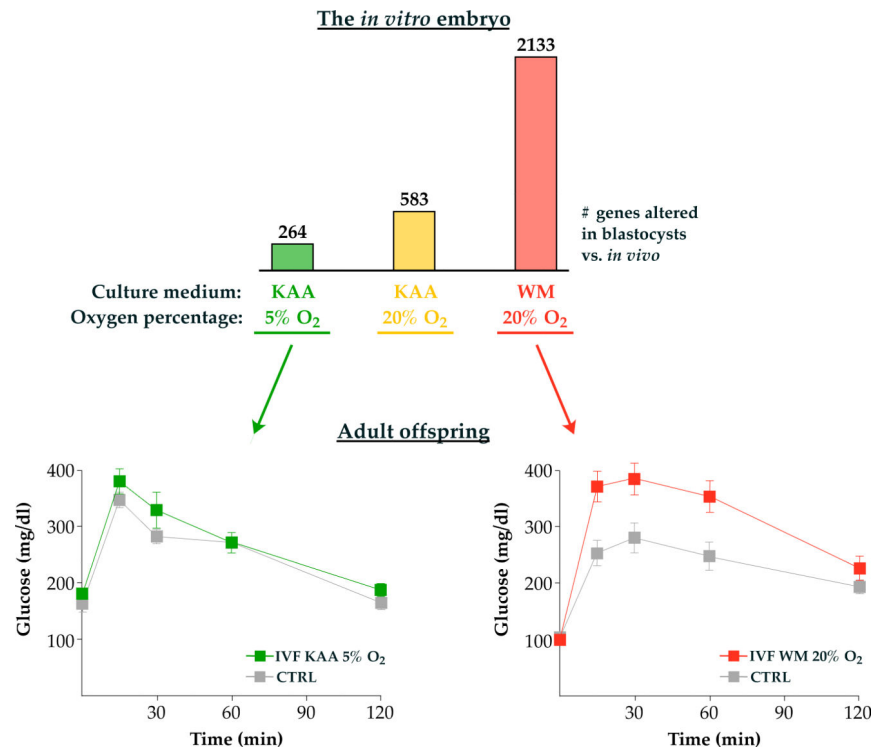 The in vitro embryo
2133
583
264
# genes altered
in blastocysts
vs. in vivo
Culture medium: KAA KAA WM
Oxygen percentage: 5% O₂ 20% O₂ 20% O₂
Adult offspring
400
300
200
100
Glucose (mg/dl)
IVF KAA 5% O₂
CTRL
30 60 90 120
Time (min)
400
300
200
100
Glucose (mg/dl)
IVF WM 20% O₂
CTRL
30 60 90 120
Time (min)